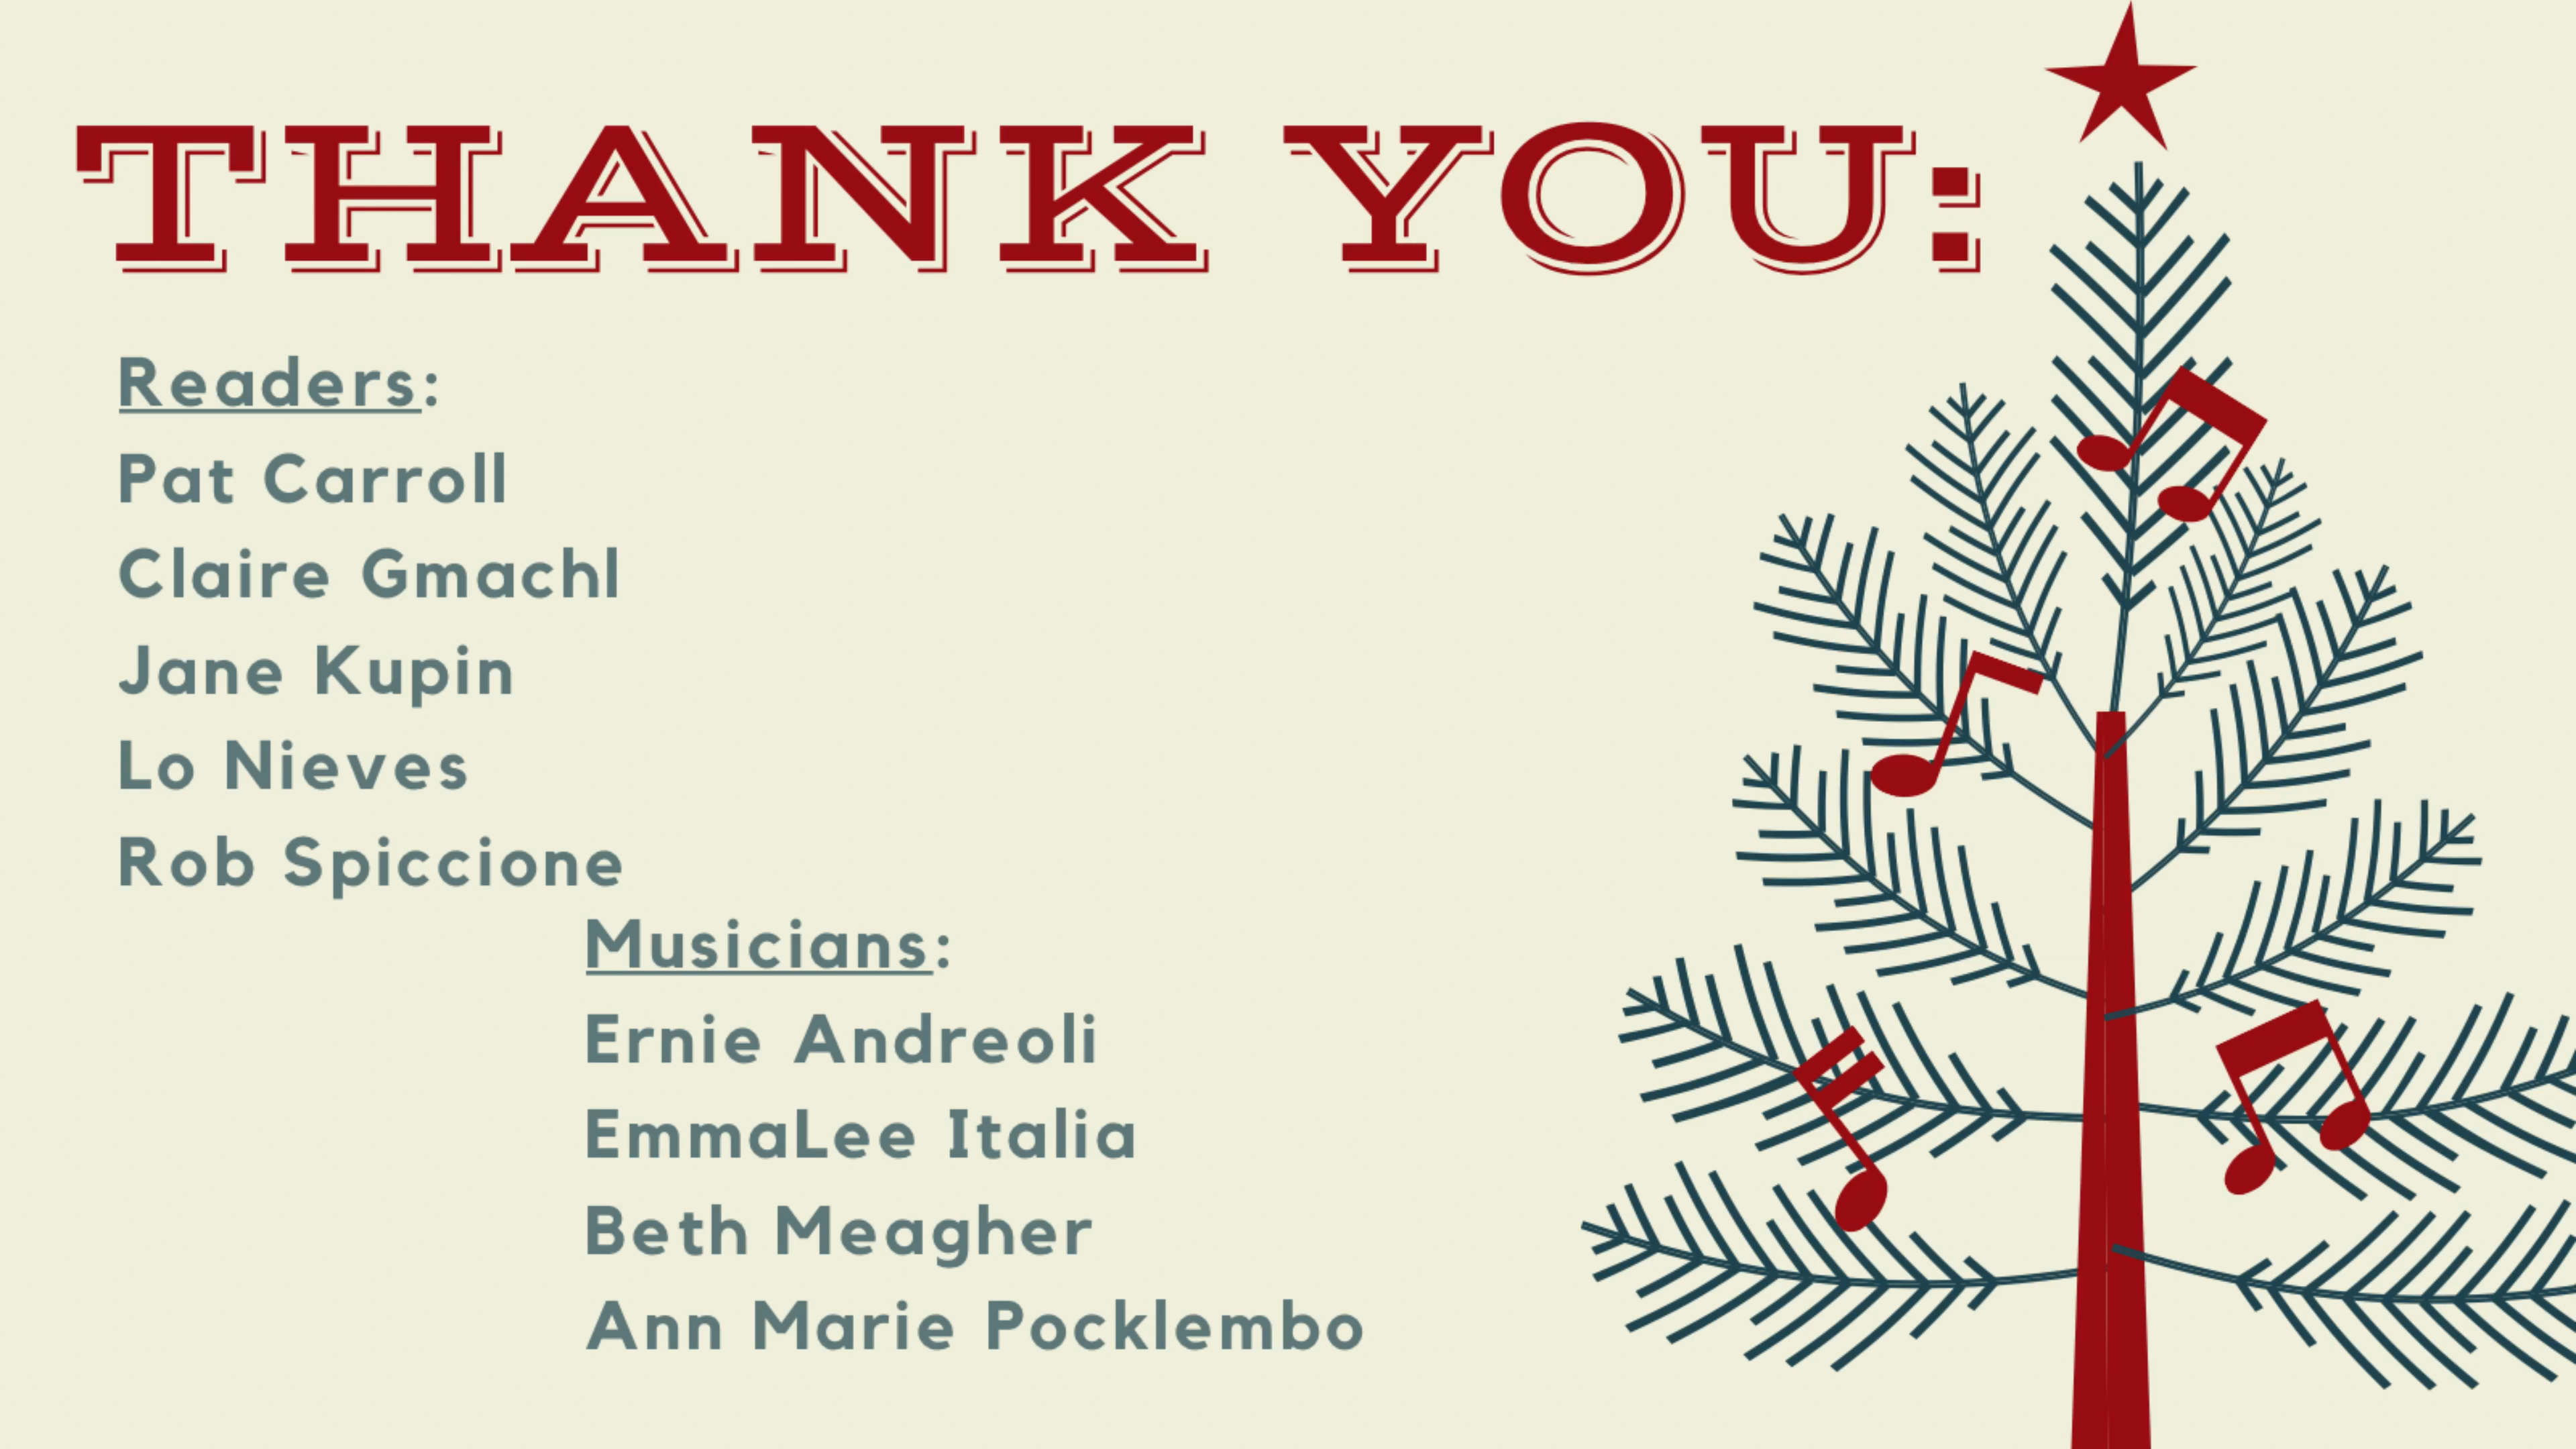 THANK YOU:
Readers:
Pat Carroll
Claire Gmachl
Jane Kupin
Lo Nieves
Rob Spiccione
Musicians:
Ernie Andreoli
EmmaLee Italia
Beth Meagher
Ann Marie Pocklembo